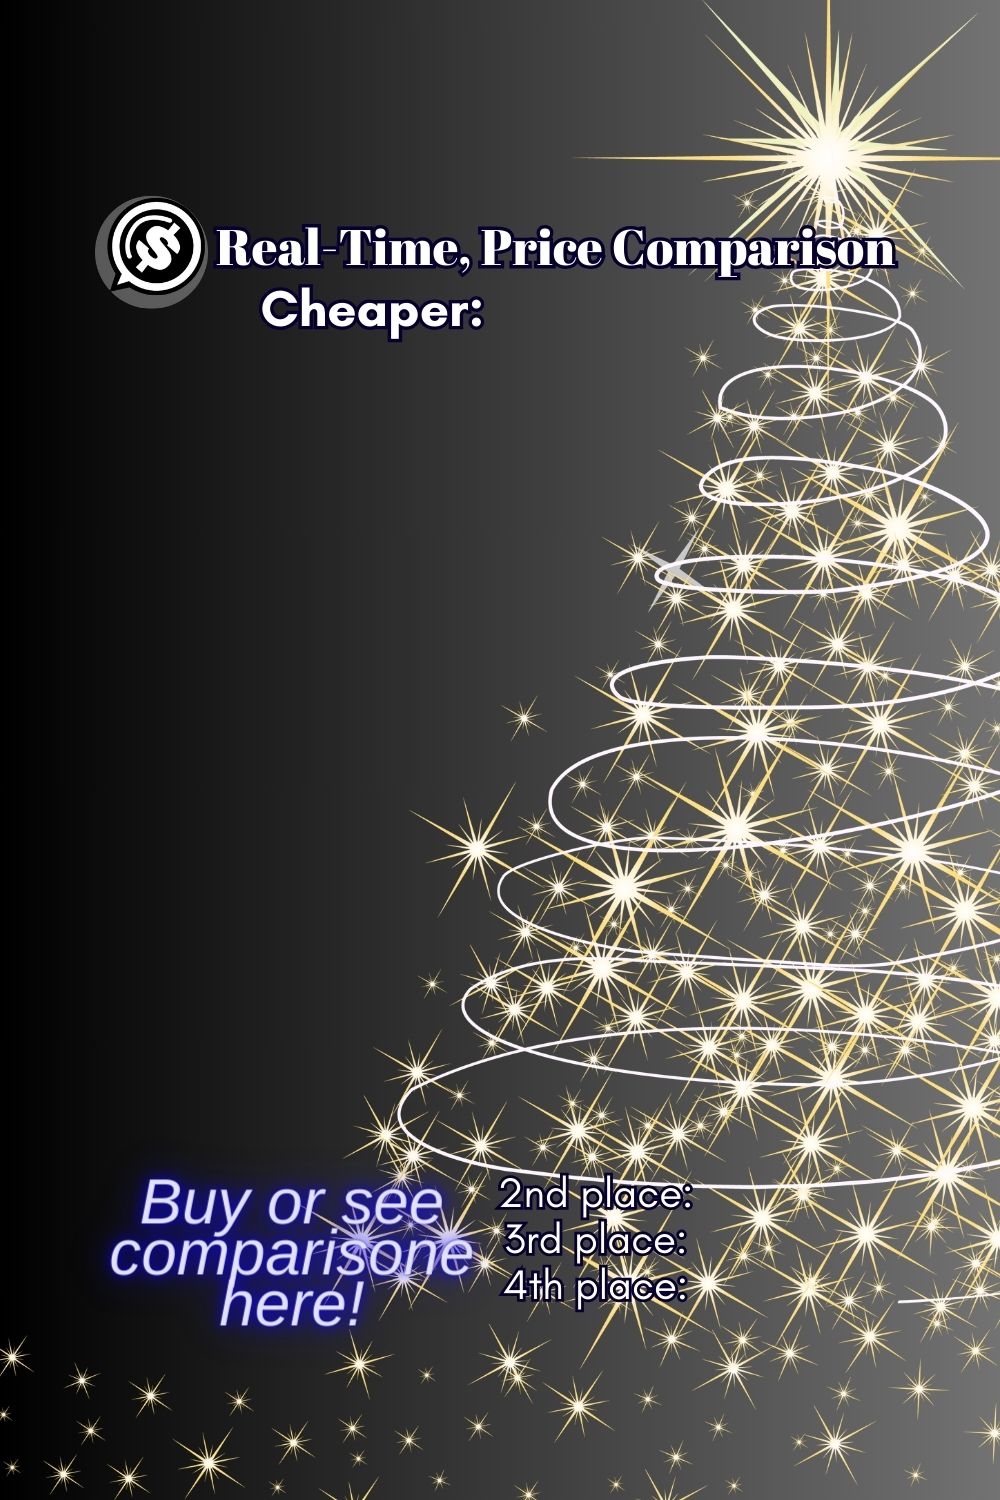 Real-Time, Price Comparison
Cheaper:
Buy or see
comparisone
here!
2nd place:
3rd place:
4th place: